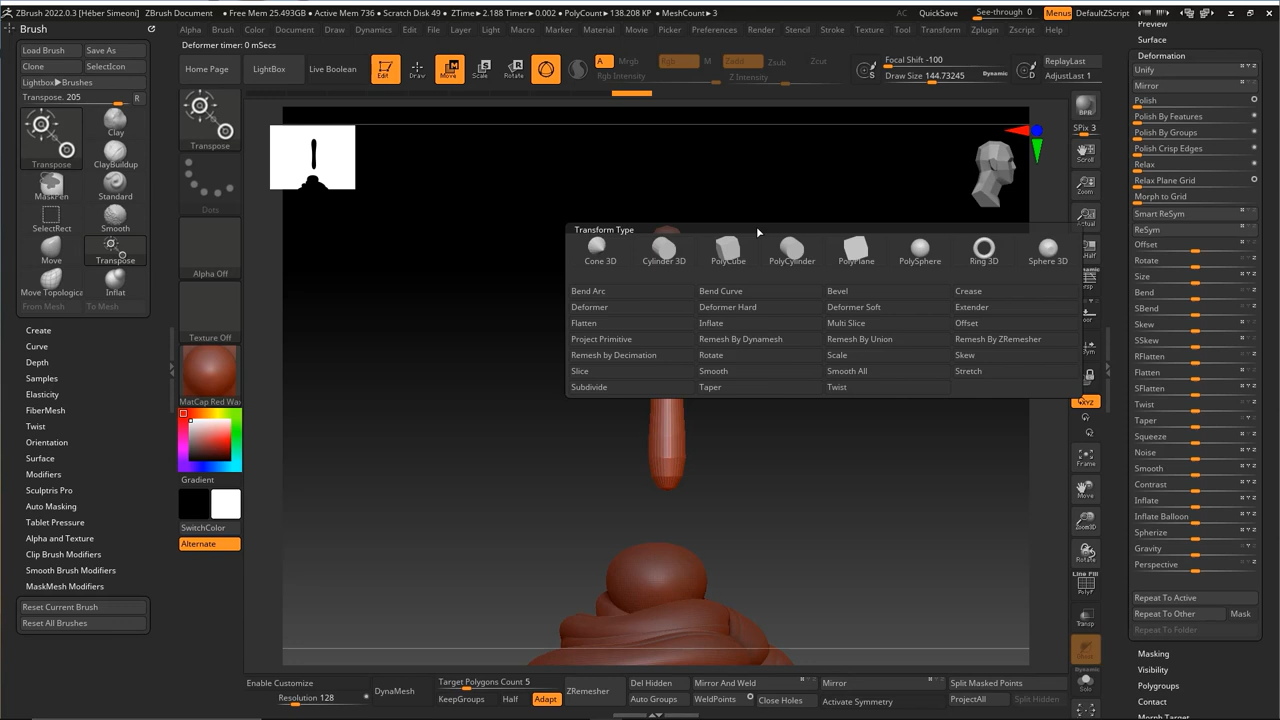 ZBrush 2022.0.3 [Héber Simeoni] ZBrush Document • Free Mem 25.493GB • Active Mem 736 • Scratch Disk 49 • ZTime▸2.188 Timer▸0.002 • PolyCount▸138.208 KP • MeshCount▸3 AC QuickSave See-through 0 Menus DefaultZScript
Brush
Alpha Brush Color Document Draw Dynamics Edit File Layer Light Macro Marker Material Movie Picker Preferences Render Stencil Stroke Texture Tool Transform Zplugin Zscript Help
Deformer timer: 0 mSecs
Load Brush Save As
Clone SelectIcon
Lightbox▸Brushes
Transpose. 205 R
Transpose
Clay
ClayBuildup
MaskPen Standard
SelectRect Smooth
Move Transpose
Move Topologica Inflat
From Mesh To Mesh
Create
Curve
Depth
Samples
Elasticity
FiberMesh
Twist
Orientation
Surface
Modifiers
Sculptris Pro
Auto Masking
Tablet Pressure
Alpha and Texture
Clip Brush Modifiers
Smooth Brush Modifiers
MaskMesh Modifiers
Reset Current Brush
Reset All Brushes
Home Page LightBox Live Boolean
Edit Draw Move Scale Rotate
A Mrgb Rgb M Zadd Zsub Zcut
Rgb Intensity Z Intensity
Focal Shift -100
Draw Size 144.73245 Dynamic
S D
ReplayLast
AdjustLast 1
Transpose
Dots
Alpha Off
Texture Off
MatCap Red Wax
Gradient
SwitchColor
Alternate
Transform Type
Cone 3D Cylinder 3D PolyCube PolyCylinder PolyPlane PolySphere Ring 3D Sphere 3D
Bend Arc Bend Curve Bevel Crease
Deformer Deformer Hard Deformer Soft Extender
Flatten Inflate Multi Slice Offset
Project Primitive Remesh By Dynamesh Remesh By Union Remesh By ZRemesher
Remesh by Decimation Rotate Scale Skew
Slice Smooth Smooth All Stretch
Subdivide Taper Twist
BPR
SPix 3
Scroll
Zoom
Actual
XYZ
Frame
Move
Zoom3D
Rotate
Line Fill
PolyF
Transp
Dynamic
Solo
Preview
Surface
Deformation
Unify
Mirror
Polish
Polish By Features
Polish By Groups
Polish Crisp Edges
Relax
Relax Plane Grid
Morph to Grid
Smart ReSym
ReSym
Offset
Rotate
Size
Bend
SBend
Skew
SSkew
RFlatten
Flatten
SFlatten
Twist
Taper
Squeeze
Noise
Smooth
Contrast
Inflate
Inflate Balloon
Spherize
Gravity
Perspective
Repeat To Active
Repeat To Other Mask
Repeat To Folder
Masking
Visibility
Polygroups
Contact
Morph Target
Enable Customize
Resolution 128
DynaMesh
Target Polygons Count 5
KeepGroups Half Adapt
ZRemesher
Del Hidden Mirror And Weld Mirror Split Masked Points
Auto Groups WeldPoints Close Holes Activate Symmetry ProjectAll Split Hidden